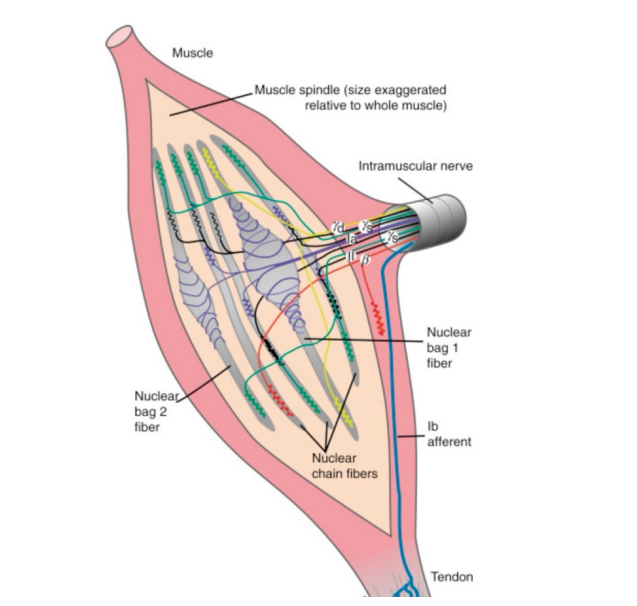 Muscle
Muscle spindle (size exaggerated
relative to whole muscle)
Intramuscular nerve
γd
γs
Ia
γs
II
β
Nuclear
bag 1
fiber
Nuclear
bag 2
fiber
Ib
afferent
Nuclear
chain fibers
Tendon